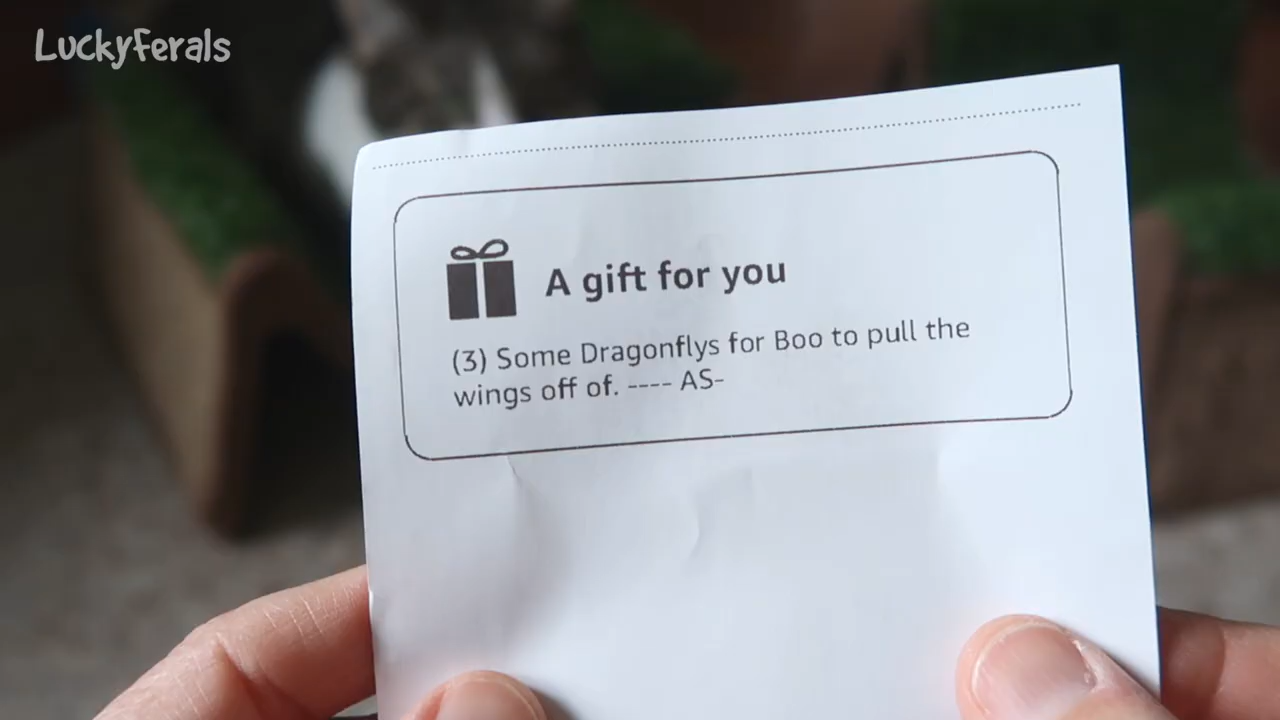 LuckyFerals
A gift for you
(3) Some Dragonflys for Boo to pull the
wings off of. ---- AS-